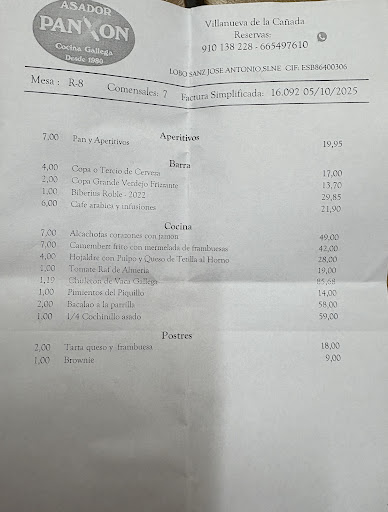 ASADOR
PANXON
Cocina Gallega
Desde 1980
Villanueva de la Cañada
Reservas:
910 138 228 - 665497610
LOBO SANZ JOSE ANTONIO,SLNE CIF: ESB86400306
Mesa : R-8 Comensales: 7 Factura Simplificada: 16.092 05/10/2025
Aperitivos
7,00 Pan y Aperitivos 19,95
Barra
4,00 Copa o Tercio de Cerveza 17,00
2,00 Copa Grande Verdejo Frizzante 13,70
1,00 Biberius Roble - 2022 29,85
6,00 Cafe arabica y infusiones 21,90
Cocina
7,00 Alcachofas corazones con jamon 49,00
7,00 Camembert frito con mermelada de frambuesas 42,00
4,00 Hojaldre con Pulpo y Queso de Tetilla al Horno 28,00
1,00 Tomate Raf de Almeria 19,00
1,19 Chuleton de Vaca Gallega 85,68
1,00 Pimientos del Piquillo 14,00
2,00 Bacalao a la parrilla 58,00
1,00 1/4 Cochinillo asado 59,00
Postres
2,00 Tarta queso y frambuesa 18,00
1,00 Brownie 9,00